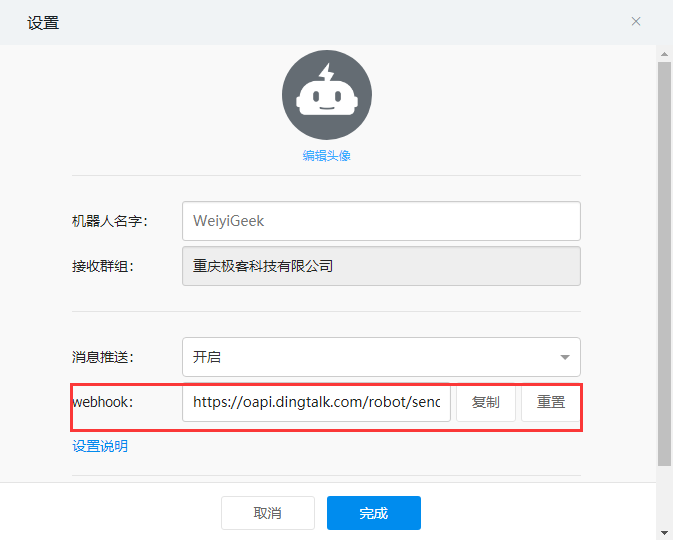 设置
编辑头像
机器人名字： WeiyiGeek
接收群组： 重庆极客科技有限公司
消息推送： 开启
webhook： https://oapi.dingtalk.com/robot/send 复制 重置
设置说明
取消 完成